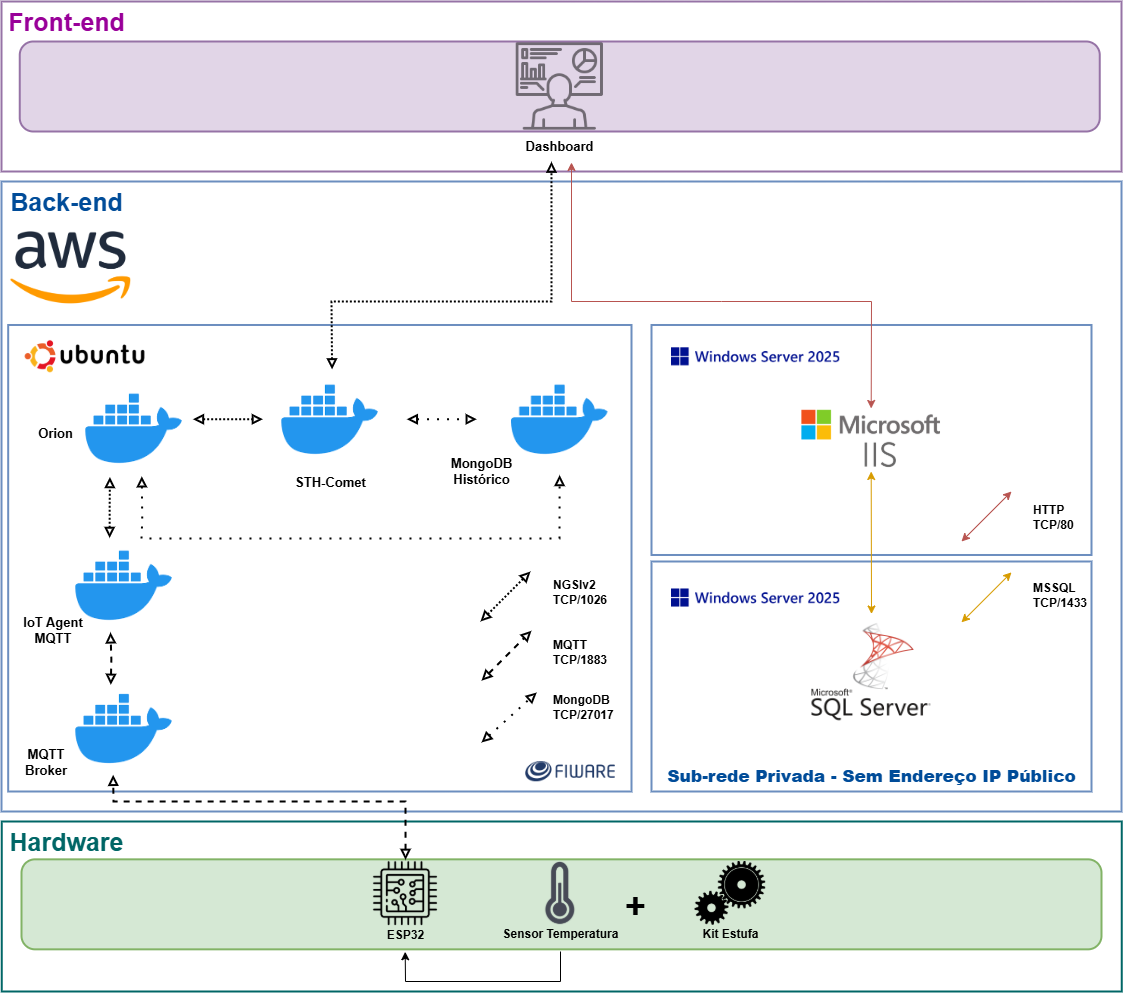 Front-end
Dashboard
Back-end
aws
ubuntu
Orion
STH-Comet
MongoDB
Histórico
IoT Agent
MQTT
MQTT
Broker
NGSIv2
TCP/1026
MQTT
TCP/1883
MongoDB
TCP/27017
FIWARE
Windows Server 2025
Microsoft
IIS
HTTP
TCP/80
Windows Server 2025
MSSQL
TCP/1433
Microsoft®
SQL Server
Sub-rede Privada - Sem Endereço IP Público
Hardware
ESP32
Sensor Temperatura
+
Kit Estufa